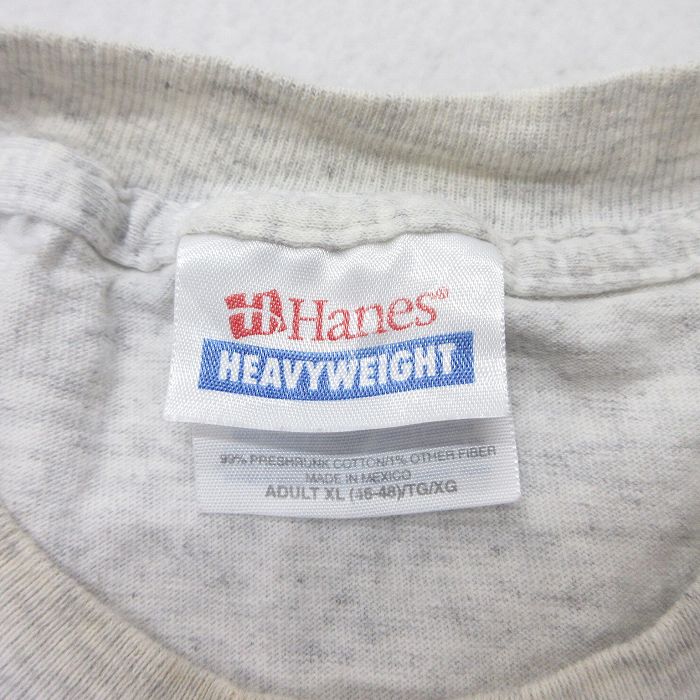 Hanes®
HEAVYWEIGHT
99% PRESHRUNK COTTON/1% OTHER FIBER
MADE IN MEXICO
ADULT XL (46-48)/TG/XG